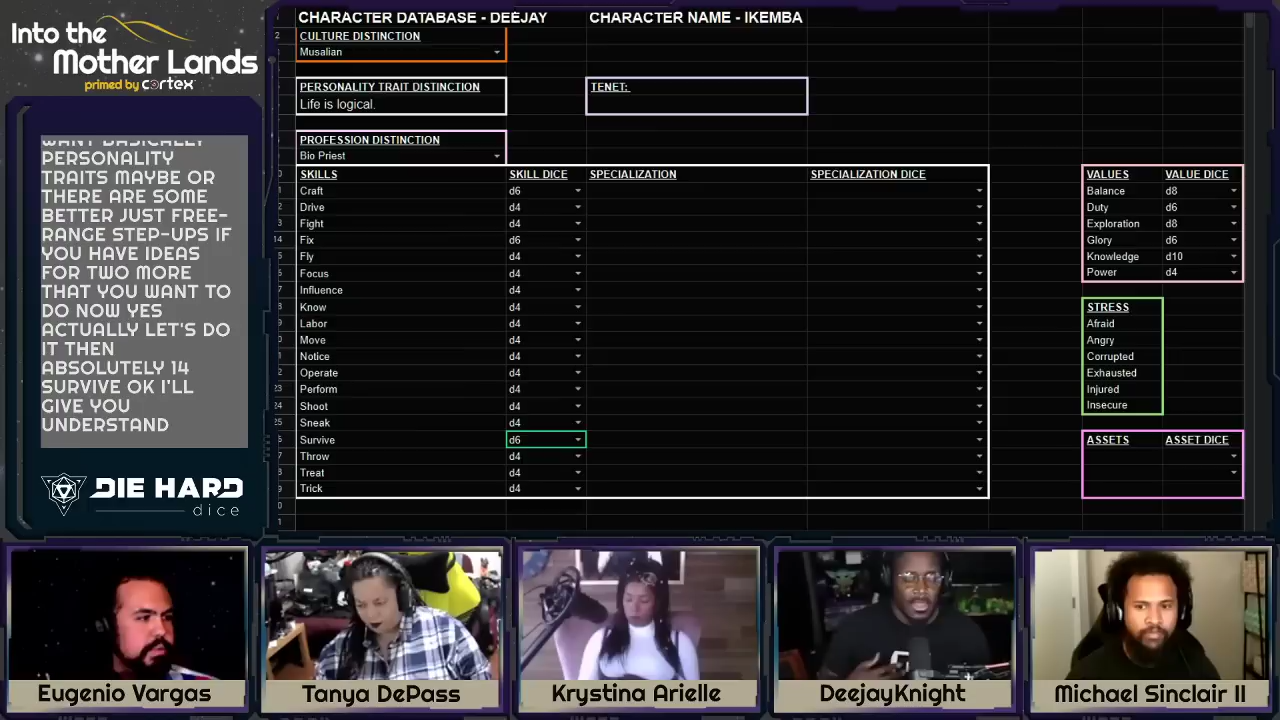 Into the
Mother Lands
primed by cortex
WANT BASICALLY
PERSONALITY
TRAITS MAYBE OR
THERE ARE SOME
BETTER JUST FREE-
RANGE STEP-UPS IF
YOU HAVE IDEAS
FOR TWO MORE
THAT YOU WANT TO
DO NOW YES
ACTUALLY LET'S DO
IT THEN
ABSOLUTELY 14
SURVIVE OK I'LL
GIVE YOU
UNDERSTAND
DIE HARD
dice
CHARACTER DATABASE - DEEJAY CHARACTER NAME - IKEMBA
CULTURE DISTINCTION
Musalian
PERSONALITY TRAIT DISTINCTION TENET:
Life is logical.
PROFESSION DISTINCTION
Bio Priest
SKILLS SKILL DICE SPECIALIZATION SPECIALIZATION DICE
Craft d6
Drive d4
Fight d4
Fix d6
Fly d4
Focus d4
Influence d4
Know d4
Labor d4
Move d4
Notice d4
Operate d4
Perform d4
Shoot d4
Sneak d4
Survive d6
Throw d4
Treat d4
Trick d4
VALUES VALUE DICE
Balance d8
Duty d6
Exploration d8
Glory d6
Knowledge d10
Power d4
STRESS
Afraid
Angry
Corrupted
Exhausted
Injured
Insecure
ASSETS ASSET DICE
Eugenio Vargas
Tanya DePass
Krystina Arielle
DeejayKnight
Michael Sinclair II